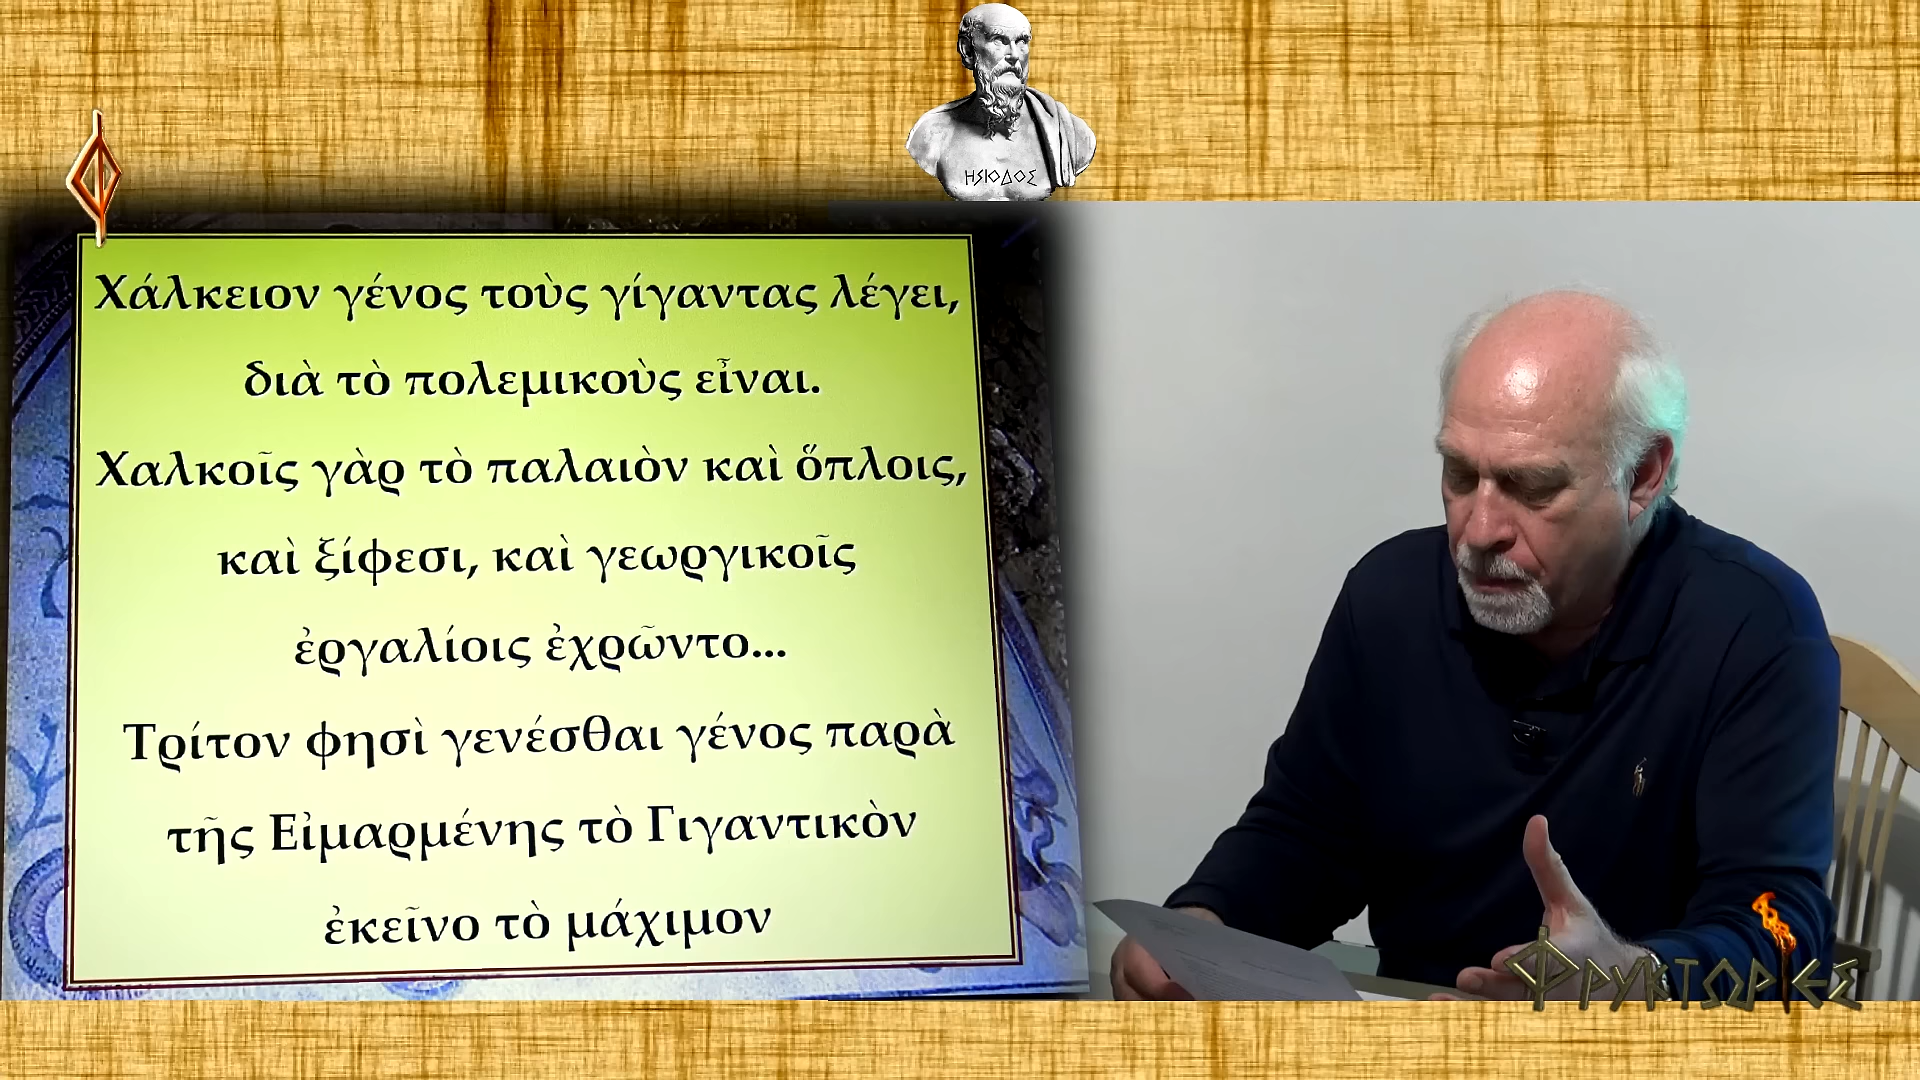 ΗΣΙΟΔΟΣ
Χάλκειον γένος τοὺς γίγαντας λέγει,
διὰ τὸ πολεμικοὺς εἶναι.
Χαλκοῖς γὰρ τὸ παλαιὸν καὶ ὅπλοις,
καὶ ξίφεσι, καὶ γεωργικοῖς
ἐργαλίοις ἐχρῶντο...
Τρίτον φησὶ γενέσθαι γένος παρὰ
τῆς Εἱμαρμένης τὸ Γιγαντικὸν
ἐκεῖνο τὸ μάχιμον
ΦΡΥΚΤΩΡΙΕΣ